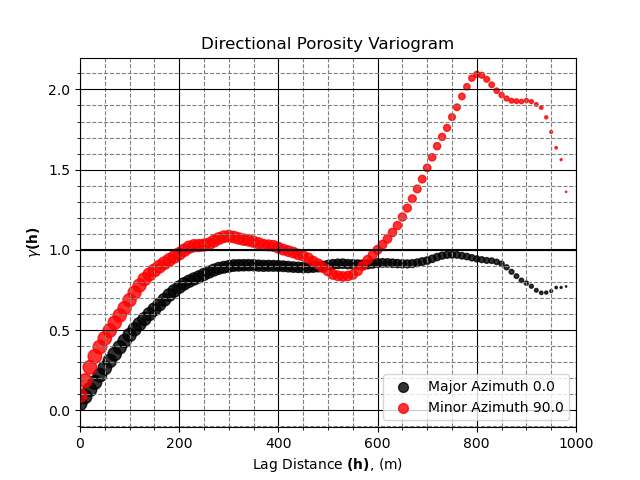 Directional Porosity Variogram
2.0
1.5
1.0
0.5
0.0
γ(h)
Major Azimuth 0.0
Minor Azimuth 90.0
0 200 400 600 800 1000
Lag Distance (h), (m)